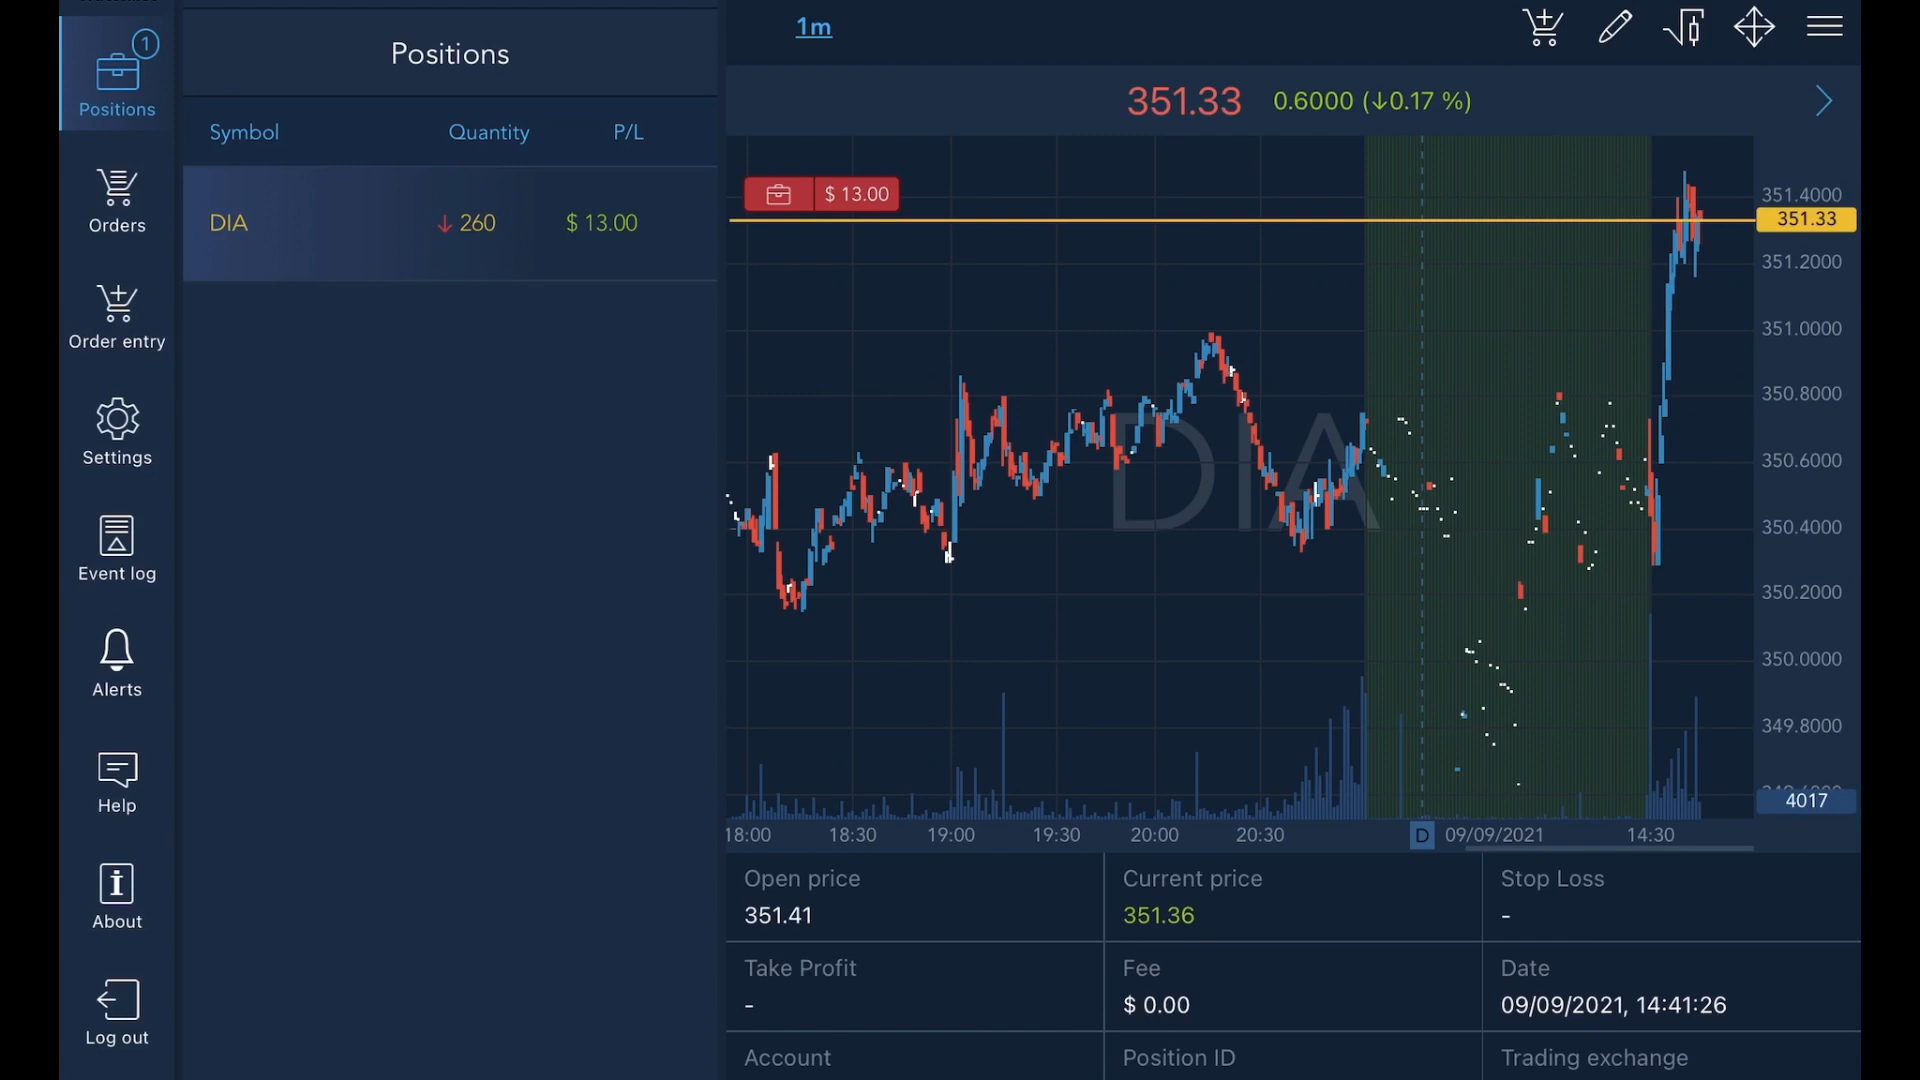 1
Positions
Orders
Order entry
Settings
Event log
Alerts
Help
About
Log out
Positions
Symbol Quantity P/L
DIA ↓ 260 $ 13.00
1m
351.33 0.6000 (↓0.17 %)
$ 13.00
DIA
351.4000
351.33
351.2000
351.0000
350.8000
350.6000
350.4000
350.2000
350.0000
349.8000
4017
18:00 18:30 19:00 19:30 20:00 20:30 D 09/09/2021 14:30
Open price Current price Stop Loss
351.41 351.36 -
Take Profit Fee Date
- $ 0.00 09/09/2021, 14:41:26
Account Position ID Trading exchange